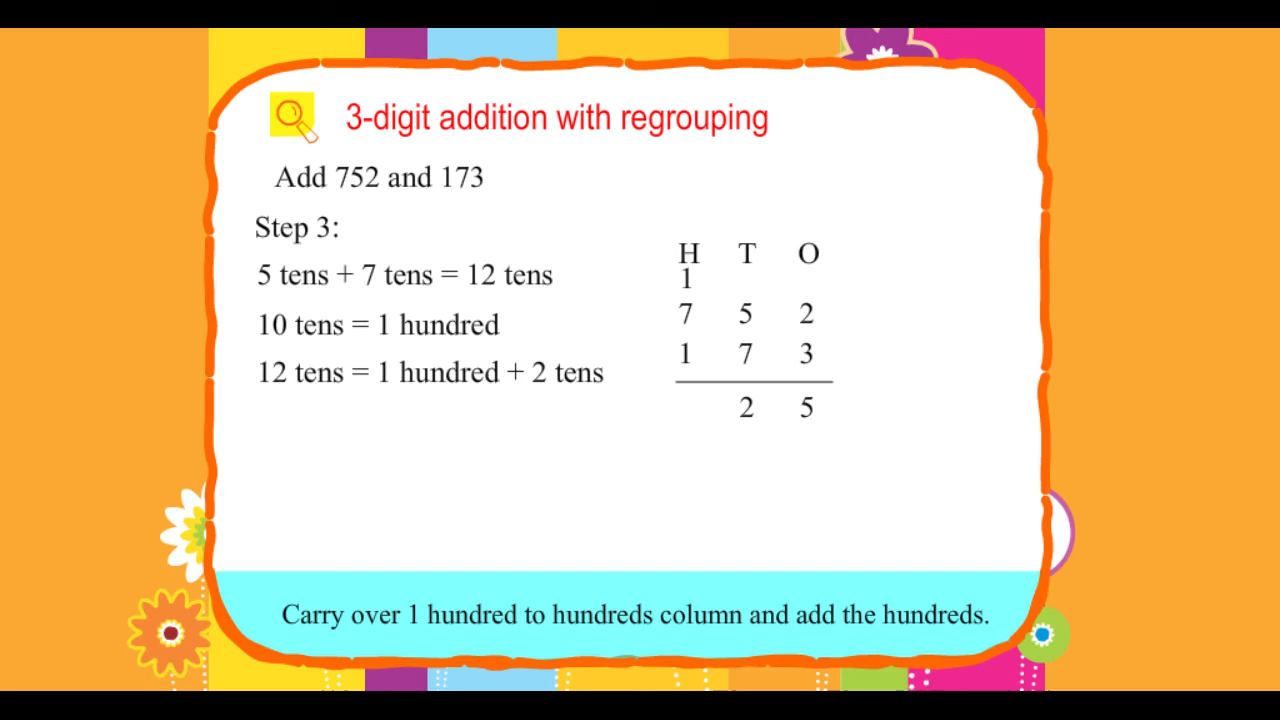 3-digit addition with regrouping
Add 752 and 173
Step 3:
5 tens + 7 tens = 12 tens
10 tens = 1 hundred
12 tens = 1 hundred + 2 tens
H T O
1
7 5 2
1 7 3
2 5
Carry over 1 hundred to hundreds column and add the hundreds.